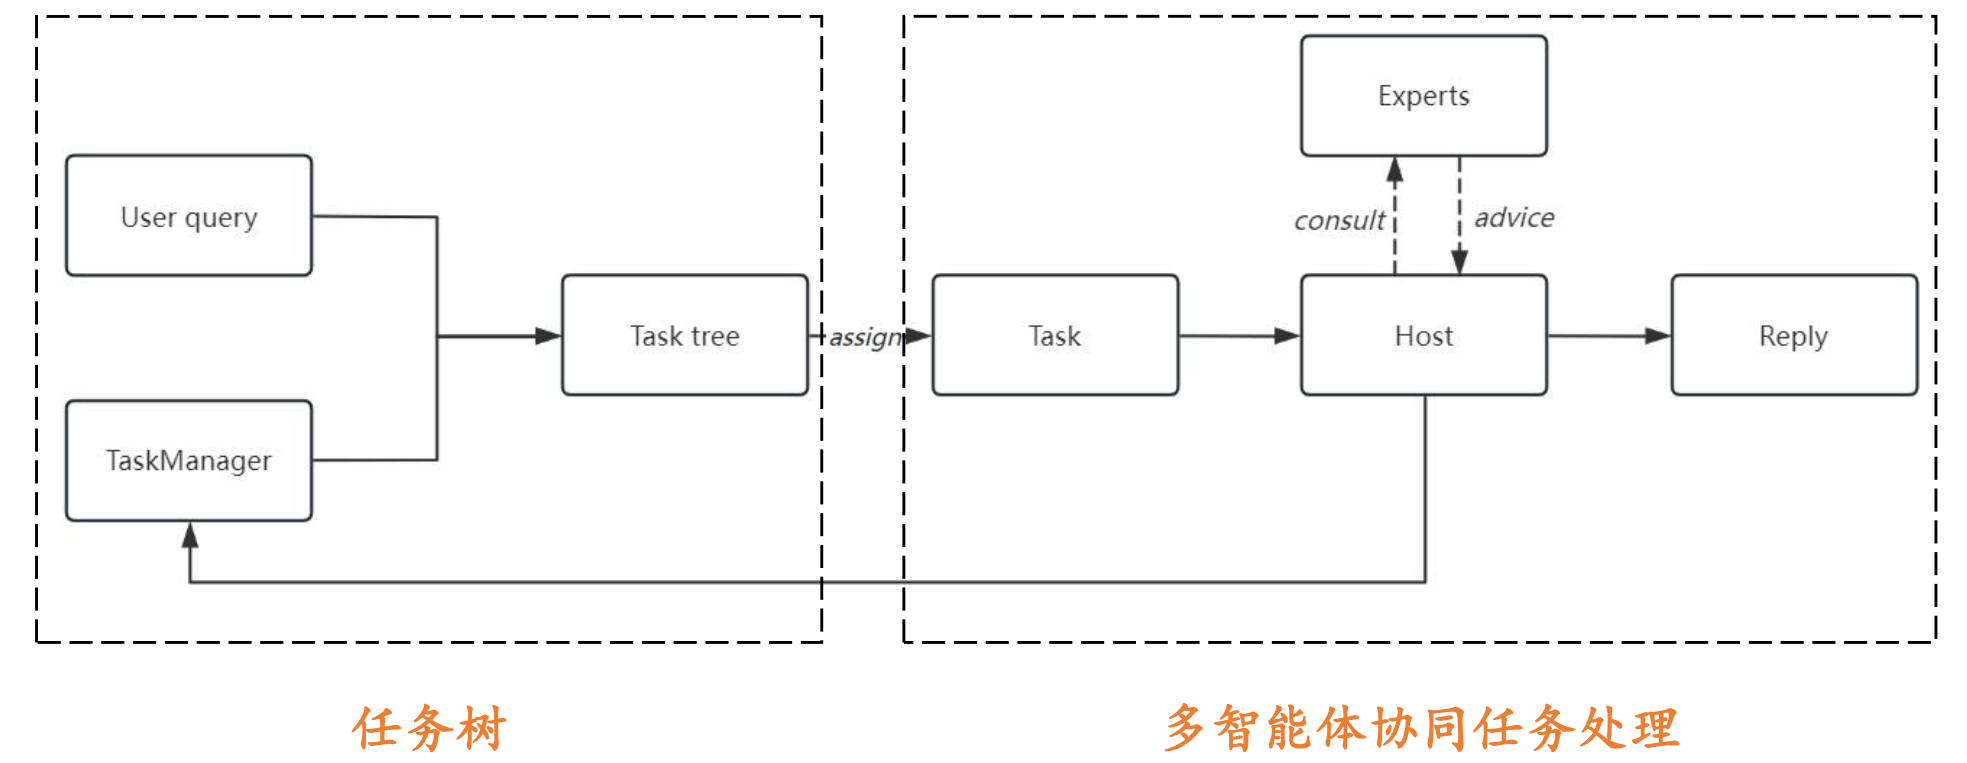 User query
TaskManager
Task tree
assign
Task
Experts
consult
advice
Host
Reply
任务树
多智能体协同任务处理